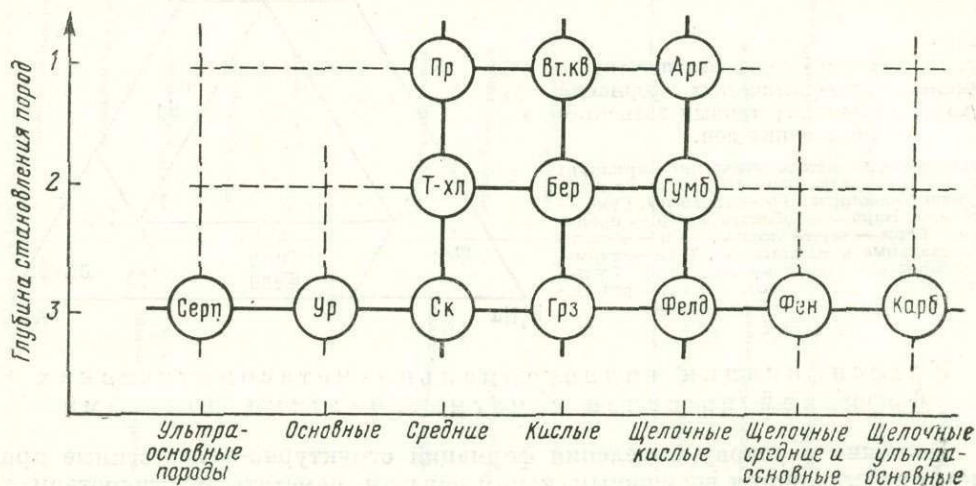 Глубина становления пород
1
Пр
Вт.кв
Арг
2
Т-хл
Бер
Гумб
3
Серп
Ур
Ск
Грз
Фелд
Фен
Карб
Ультра-
основные
породы
Основные
Средние
Кислые
Щелочные
кислые
Щелочные
средние и
основные
Щелочные
ультра-
основные